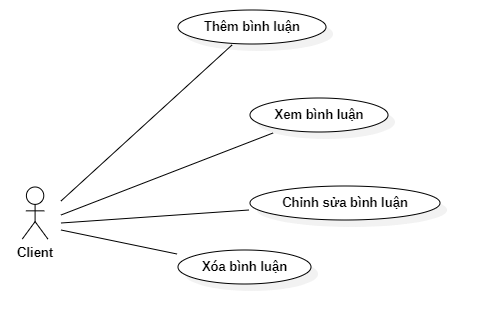 Thêm bình luận
Xem bình luận
Chỉnh sửa bình luận
Client
Xóa bình luận